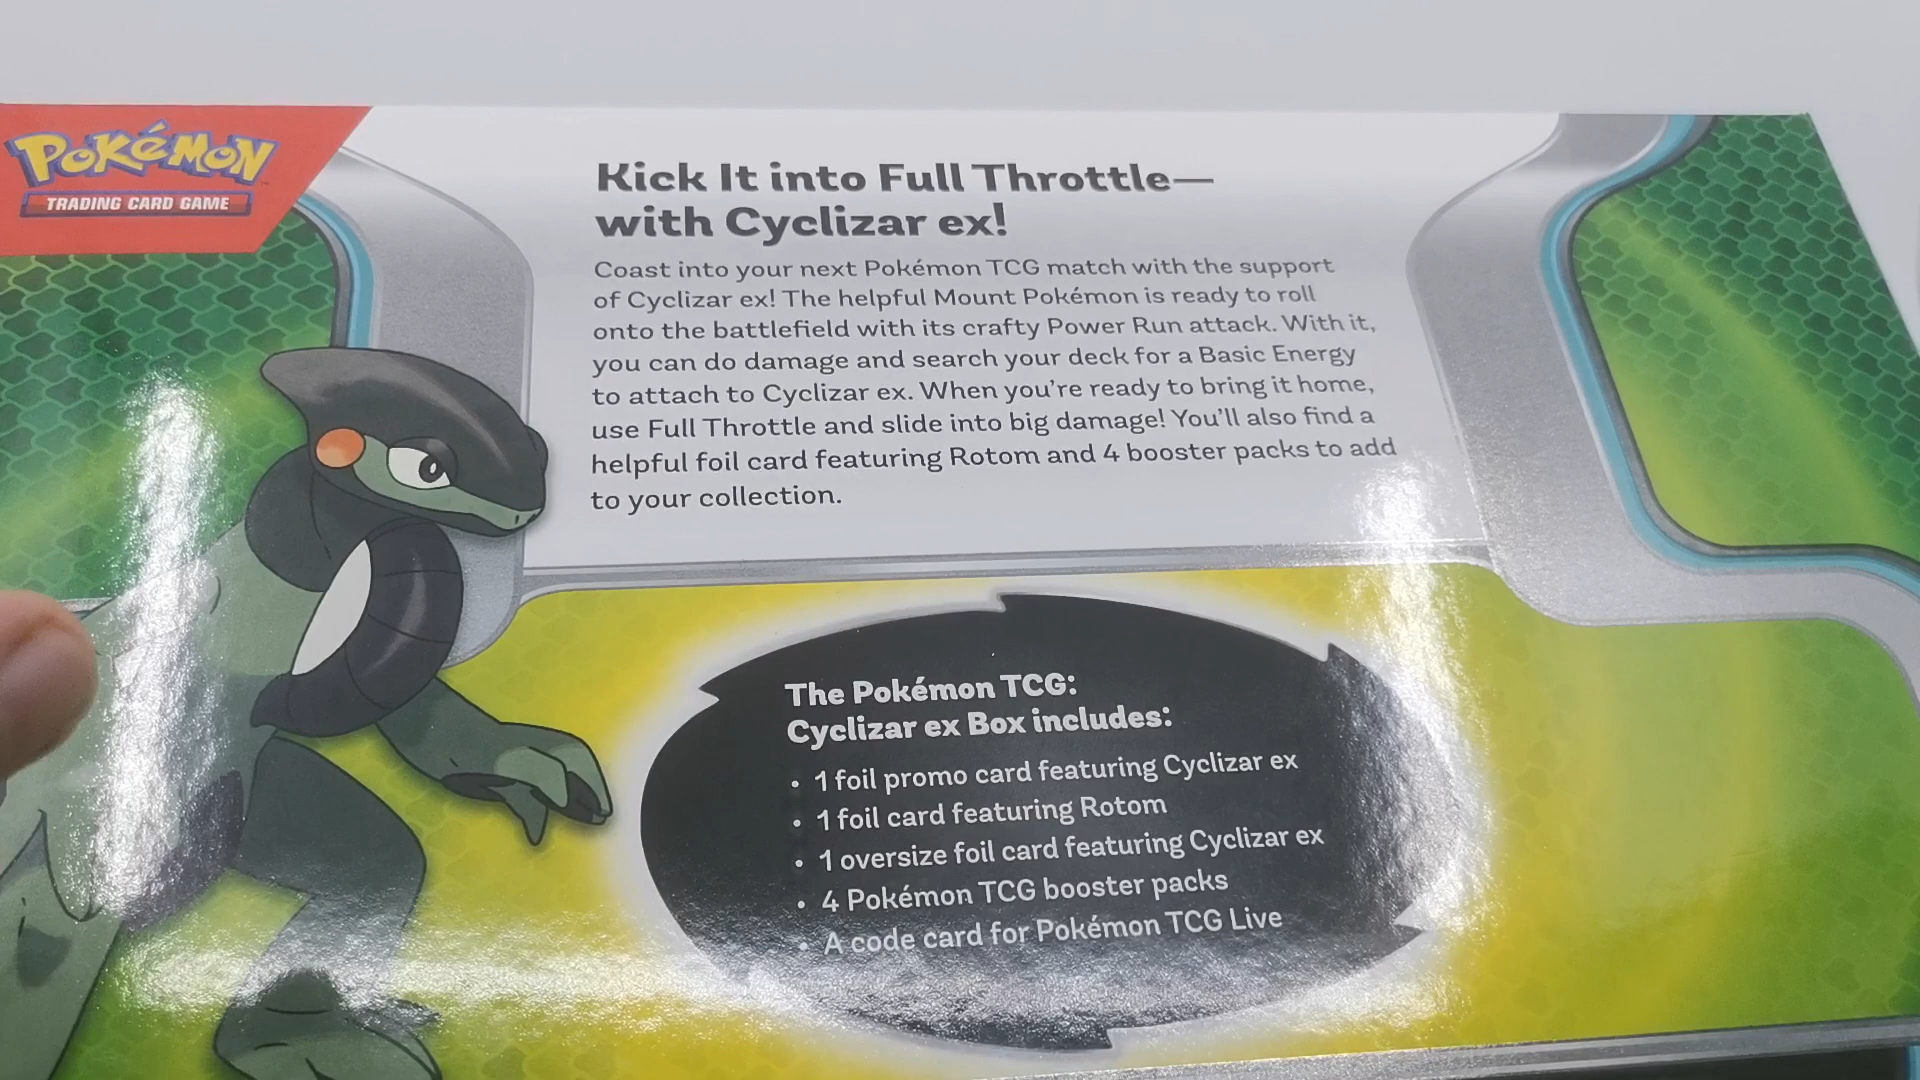 Pokémon
TRADING CARD GAME
Kick It into Full Throttle—
with Cyclizar ex!
Coast into your next Pokémon TCG match with the support
of Cyclizar ex! The helpful Mount Pokémon is ready to roll
onto the battlefield with its crafty Power Run attack. With it,
you can do damage and search your deck for a Basic Energy
to attach to Cyclizar ex. When you're ready to bring it home,
use Full Throttle and slide into big damage! You'll also find a
helpful foil card featuring Rotom and 4 booster packs to add
to your collection.
The Pokémon TCG:
Cyclizar ex Box includes:
• 1 foil promo card featuring Cyclizar ex
• 1 foil card featuring Rotom
• 1 oversize foil card featuring Cyclizar ex
• 4 Pokémon TCG booster packs
• A code card for Pokémon TCG Live